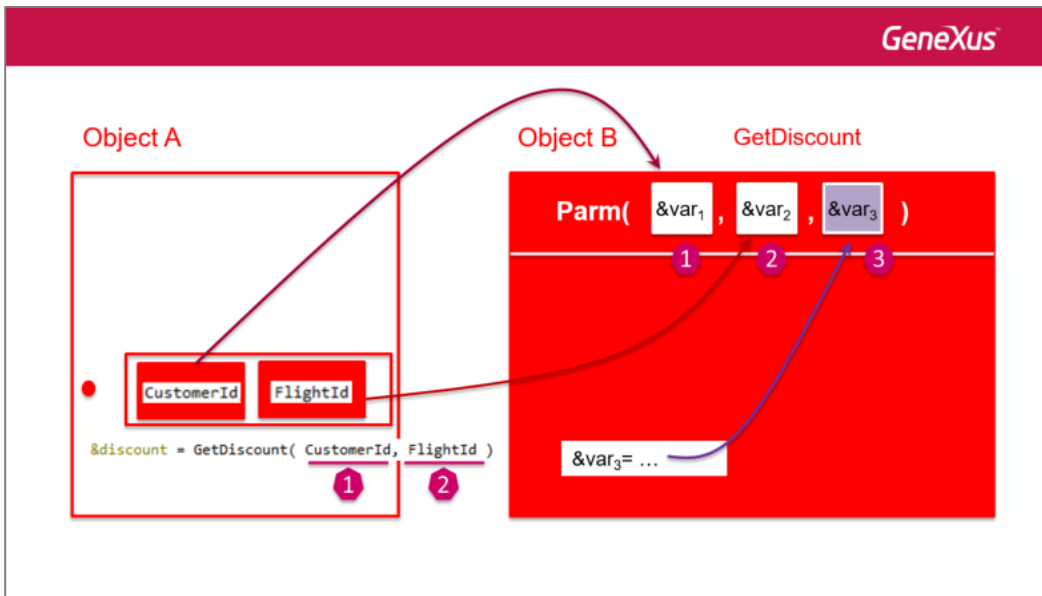 GeneXus™
Object A
Object B
GetDiscount
Parm( &var₁ , &var₂ , &var₃ )
1 2 3
CustomerId FlightId
&discount = GetDiscount( CustomerId, FlightId )
1 2
&var₃= ...